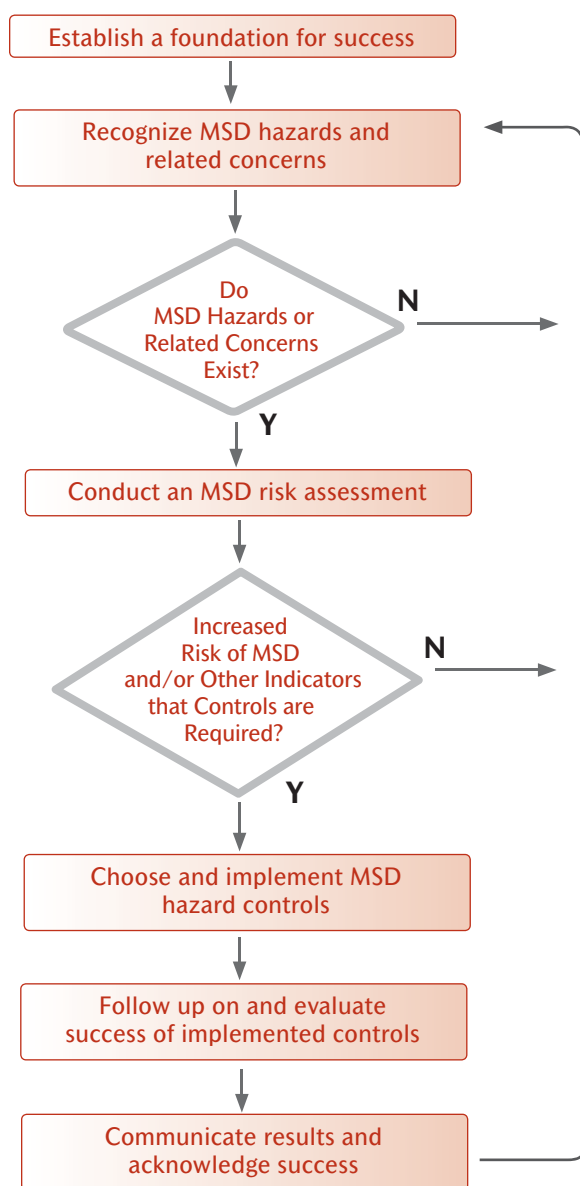 Establish a foundation for success
Recognize MSD hazards and
related concerns
Do
MSD Hazards or
Related Concerns
Exist?
N
Y
Conduct an MSD risk assessment
Increased
Risk of MSD
and/or Other Indicators
that Controls are
Required?
N
Y
Choose and implement MSD
hazard controls
Follow up on and evaluate
success of implemented controls
Communicate results and
acknowledge success